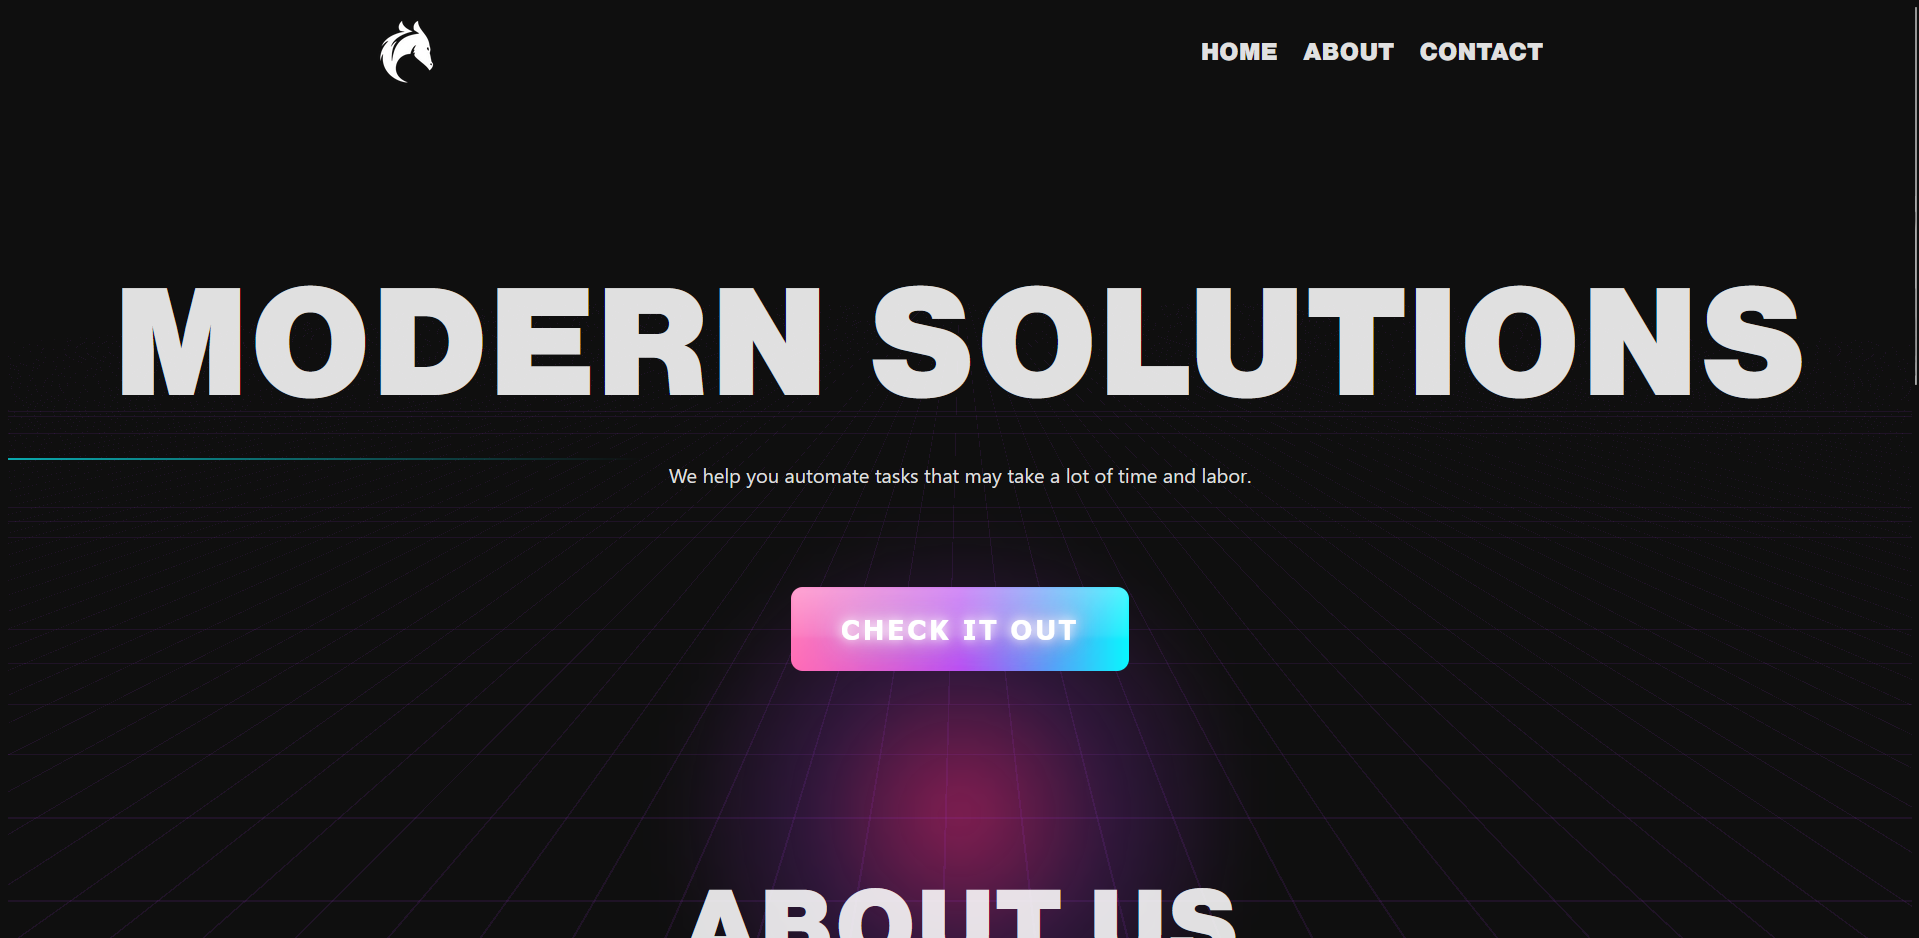 HOME ABOUT CONTACT
MODERN SOLUTIONS
We help you automate tasks that may take a lot of time and labor.
CHECK IT OUT
ABOUT US